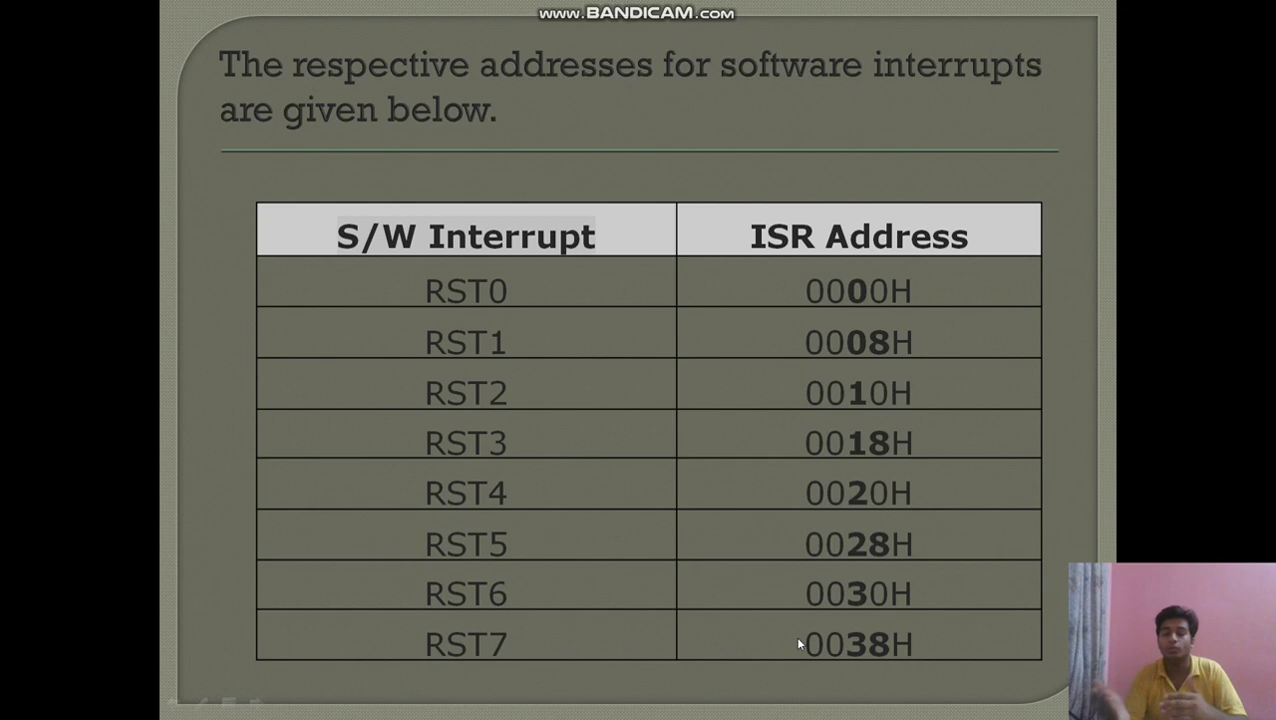 www.BANDICAM.com
The respective addresses for software interrupts
are given below.
S/W Interrupt ISR Address
RST0 0000H
RST1 0008H
RST2 0010H
RST3 0018H
RST4 0020H
RST5 0028H
RST6 0030H
RST7 0038H